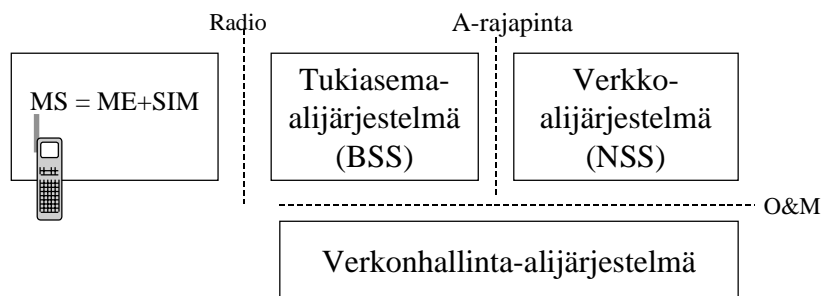 Radio
A-rajapinta
MS = ME+SIM
Tukiasema-
alijärjestelmä
(BSS)
Verkko-
alijärjestelmä
(NSS)
O&M
Verkonhallinta-alijärjestelmä